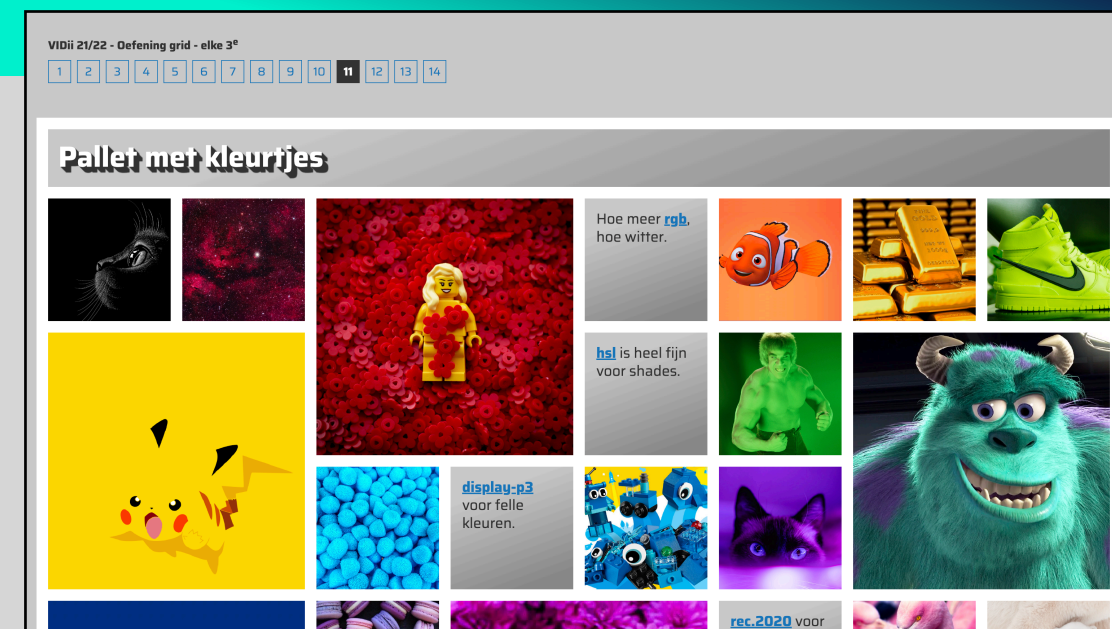 VIDii 21/22 - Oefening grid - elke 3e
1 2 3 4 5 6 7 8 9 10 11 12 13 14
Pallet met kleurtjes
Hoe meer rgb,
hoe witter.
hsl is heel fijn
voor shades.
display-p3
voor felle
kleuren.
rec.2020 voor